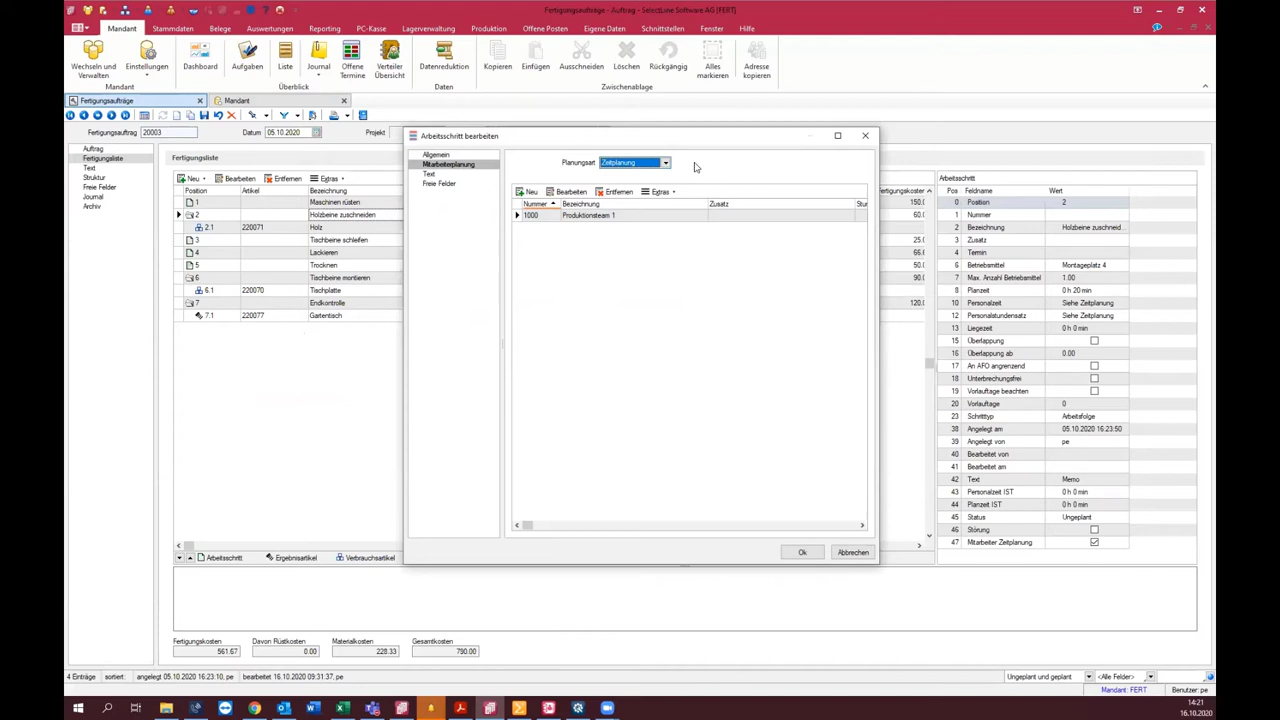 Fertigungsaufträge - Auftrag - SelectLine Software AG [FERT]
Mandant Stammdaten Belege Auswertungen Reporting PC-Kasse Lagerverwaltung Produktion Offene Posten Eigene Daten Schnittstellen Fenster Hilfe
Wechseln und Verwalten Einstellungen Dashboard Aufgaben Liste Journal Offene Termine Verteiler Übersicht Datenreduktion Kopieren Einfügen Ausschneiden Löschen Rückgängig Alles markieren Adresse kopieren
Mandant Überblick Daten Zwischenablage
Fertigungsaufträge Mandant
Fertigungsauftrag 20003 Datum 05.10.2020 Projekt
Auftrag
Fertigungsliste
Text
Struktur
Freie Felder
Journal
Archiv
Fertigungsliste
Neu Bearbeiten Entfernen Extras
Position Artikel Bezeichnung
1 Maschinen rüsten
2 Holzbeine zuschneiden
2.1 220071 Holz
3 Tischbeine schleifen
4 Lackieren
5 Trocknen
6 Tischbeine montieren
6.1 220070 Tischplatte
7 Endkontrolle
7.1 220077 Gartentisch
Arbeitsschritt Ergebnisartikel Verbrauchsartikel
Arbeitsschritt bearbeiten
Allgemein
Mitarbeiterplanung
Text
Freie Felder
Planungsart Zeitplanung
Neu Bearbeiten Entfernen Extras
Nummer Bezeichnung Zusatz Stun
1000 Produktionsteam 1
Ok Abbrechen
Fertigungskosten
150.0
60.0
25.0
66.6
50.0
90.0
120.0
Arbeitsschritt
Pos Feldname Wert
0 Position 2
1 Nummer
2 Bezeichnung Holzbeine zuschneid...
3 Zusatz
4 Termin
6 Betriebsmittel Montageplatz 4
7 Max. Anzahl Betriebsmittel 1.00
8 Planzeit 0 h 20 min
10 Personalzeit Siehe Zeitplanung
12 Personalstundensatz Siehe Zeitplanung
13 Liegezeit 0 h 0 min
15 Überlappung
16 Überlappung ab 0.00
17 An AFO angrenzend
18 Unterbrechungsfrei
19 Vorlauftage beachten
20 Vorlauftage 0
23 Schritttyp Arbeitsfolge
38 Angelegt am 05.10.2020 16:23:50
39 Angelegt von pe
40 Bearbeitet von
41 Bearbeitet am
42 Text Memo
43 Personalzeit IST 0 h 0 min
44 Planzeit IST 0 h 0 min
45 Status Ungeplant
46 Störung
47 Mitarbeiter Zeitplanung
Fertigungskosten Davon Rüstkosten Materialkosten Gesamtkosten
561.67 0.00 228.33 790.00
4 Einträge sortiert: angelegt 05.10.2020 16:23:10, pe bearbeitet 16.10.2020 09:31:37, pe Ungeplant und geplant <Alle Felder>
Mandant: FERT Benutzer: pe
14:21
16.10.2020